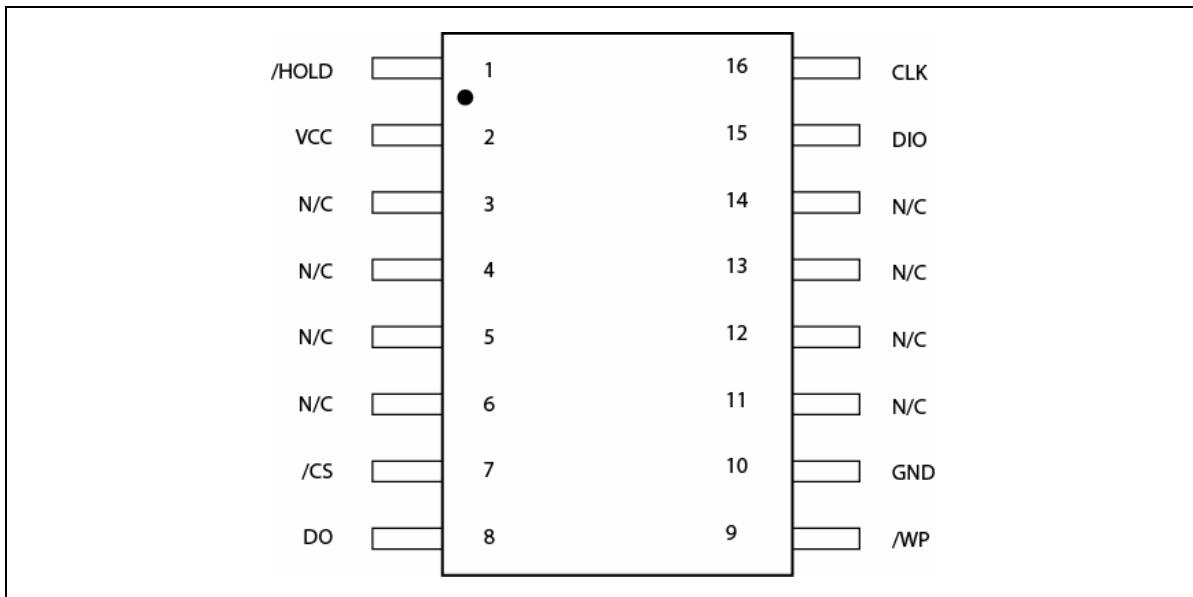 /HOLD 1 16 CLK
VCC 2 15 DIO
N/C 3 14 N/C
N/C 4 13 N/C
N/C 5 12 N/C
N/C 6 11 N/C
/CS 7 10 GND
DO 8 9 /WP